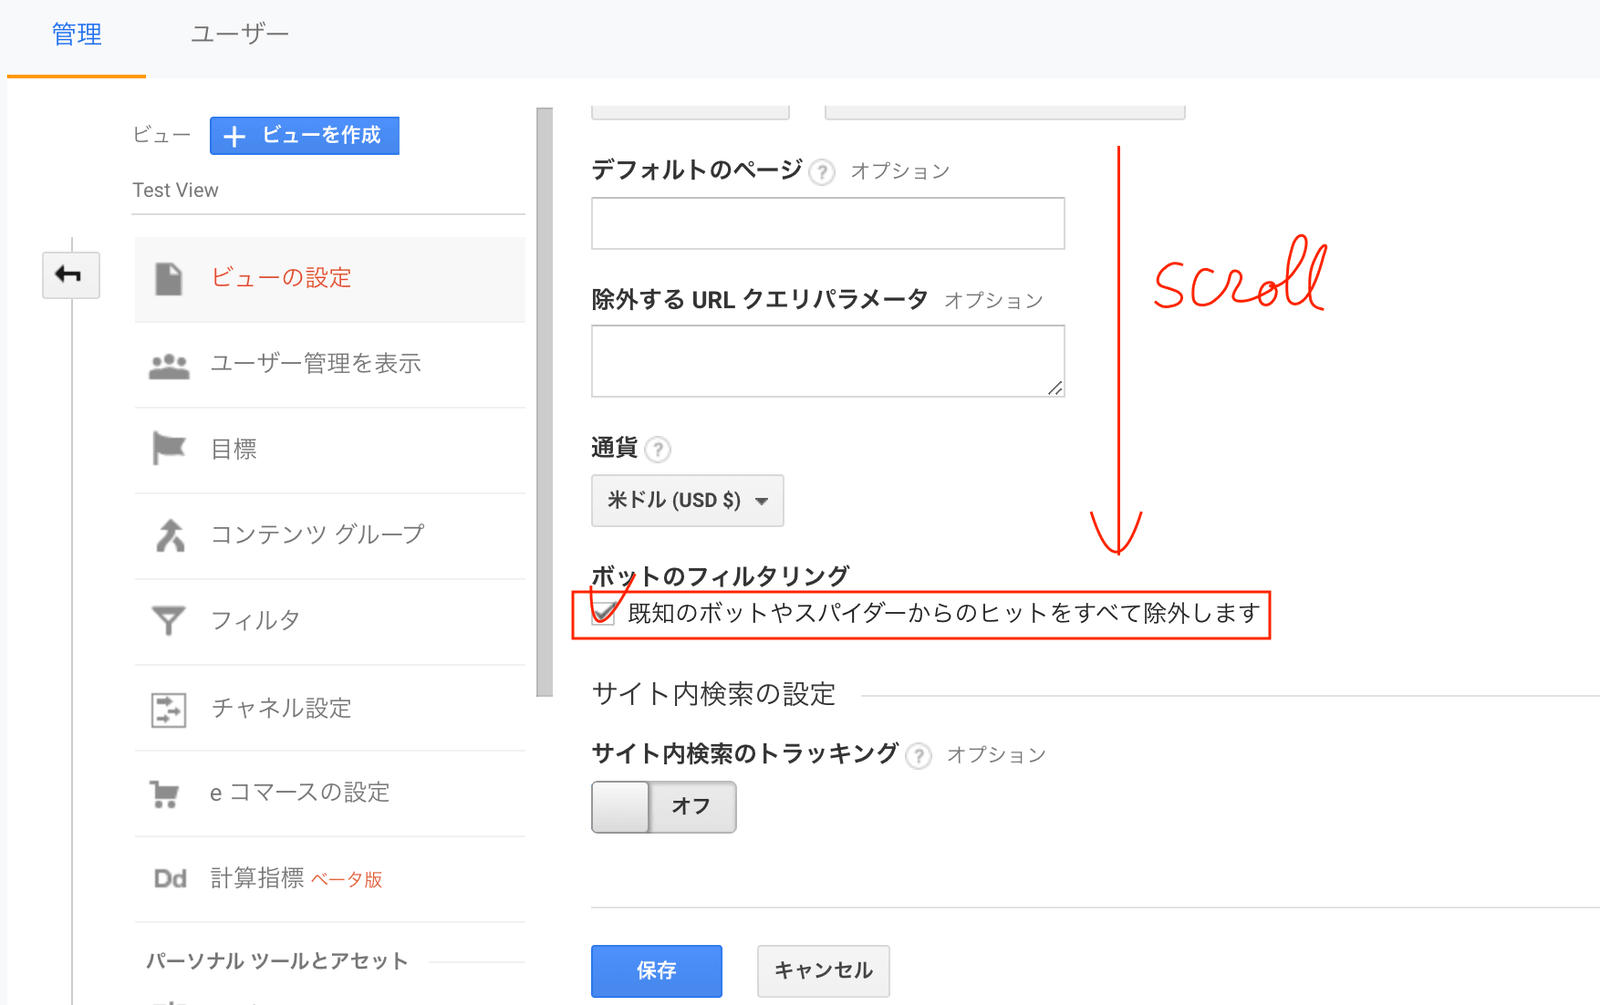 管理
ユーザー
ビュー
+ ビューを作成
Test View
ビューの設定
ユーザー管理を表示
目標
コンテンツ グループ
フィルタ
チャネル設定
e コマースの設定
Dd 計算指標 ベータ版
パーソナル ツールとアセット
デフォルトのページ ? オプション
除外する URL クエリパラメータ オプション
通貨 ?
米ドル (USD $)
ボットのフィルタリング
既知のボットやスパイダーからのヒットをすべて除外します
サイト内検索の設定
サイト内検索のトラッキング ? オプション
オフ
保存
キャンセル
scroll